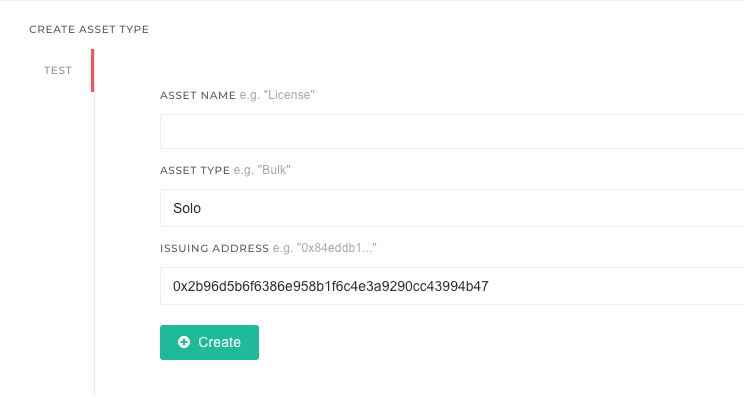 CREATE ASSET TYPE
TEST
ASSET NAME e.g. "License"
ASSET TYPE e.g. "Bulk"
Solo
ISSUING ADDRESS e.g. "0x84eddb1..."
0x2b96d5b6f6386e958b1f6c4e3a9290cc43994b47
Create